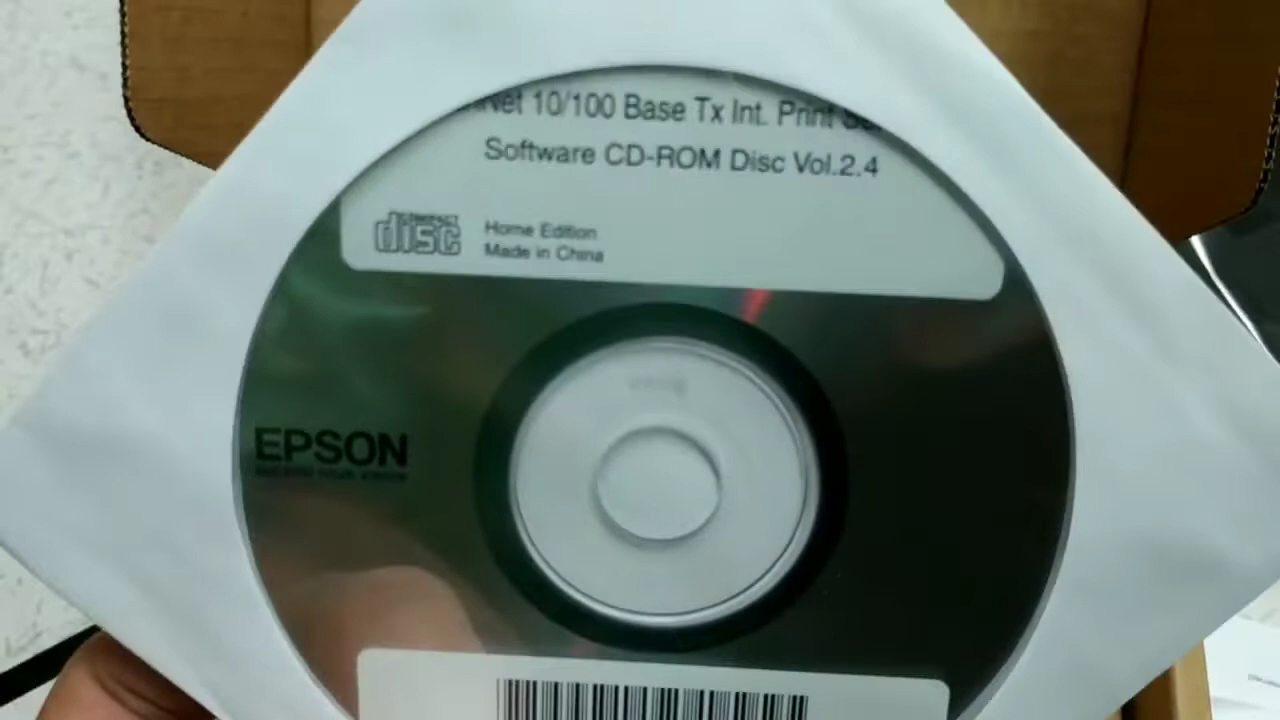 Net 10/100 Base Tx Int. Print
Software CD-ROM Disc Vol.2.4
COMPACT
disc
Home Edition
Made in China
EPSON